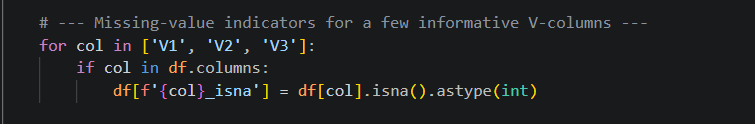 # --- Missing-value indicators for a few informative V-columns ---
for col in ['V1', 'V2', 'V3']:
    if col in df.columns:
        df[f'{col}_isna'] = df[col].isna().astype(int)